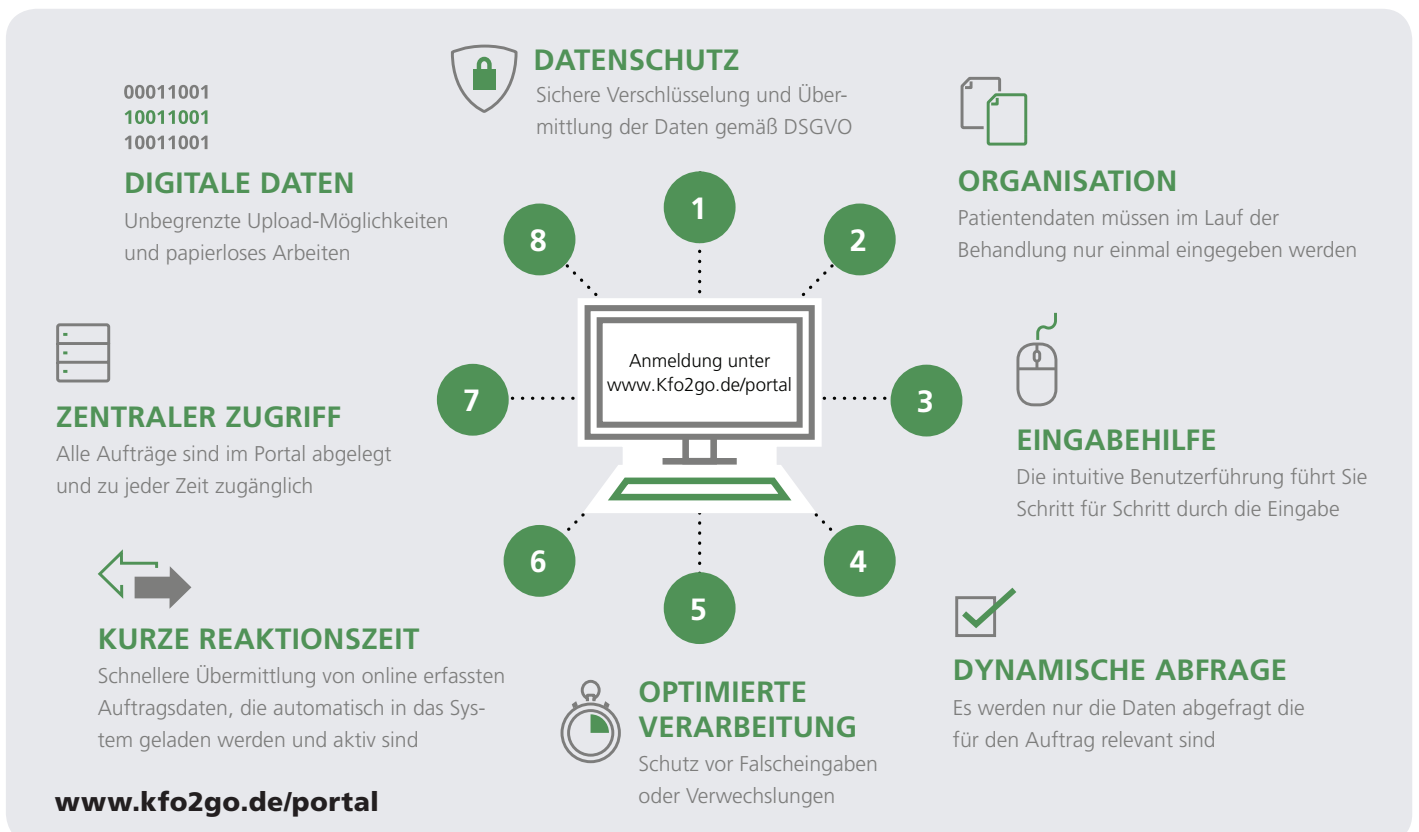 1
DATENSCHUTZ
Sichere Verschlüsselung und Über-
mittlung der Daten gemäß DSGVO
2
ORGANISATION
Patientendaten müssen im Lauf der
Behandlung nur einmal eingegeben werden
3
EINGABEHILFE
Die intuitive Benutzerführung führt Sie
Schritt für Schritt durch die Eingabe
4
DYNAMISCHE ABFRAGE
Es werden nur die Daten abgefragt die
für den Auftrag relevant sind
5
OPTIMIERTE
VERARBEITUNG
Schutz vor Falscheingaben
oder Verwechslungen
6
KURZE REAKTIONSZEIT
Schnellere Übermittlung von online erfassten
Auftragsdaten, die automatisch in das Sys-
tem geladen werden und aktiv sind
7
ZENTRALER ZUGRIFF
Alle Aufträge sind im Portal abgelegt
und zu jeder Zeit zugänglich
8
00011001
10011001
10011001
DIGITALE DATEN
Unbegrenzte Upload-Möglichkeiten
und papierloses Arbeiten
Anmeldung unter
www.Kfo2go.de/portal
www.kfo2go.de/portal